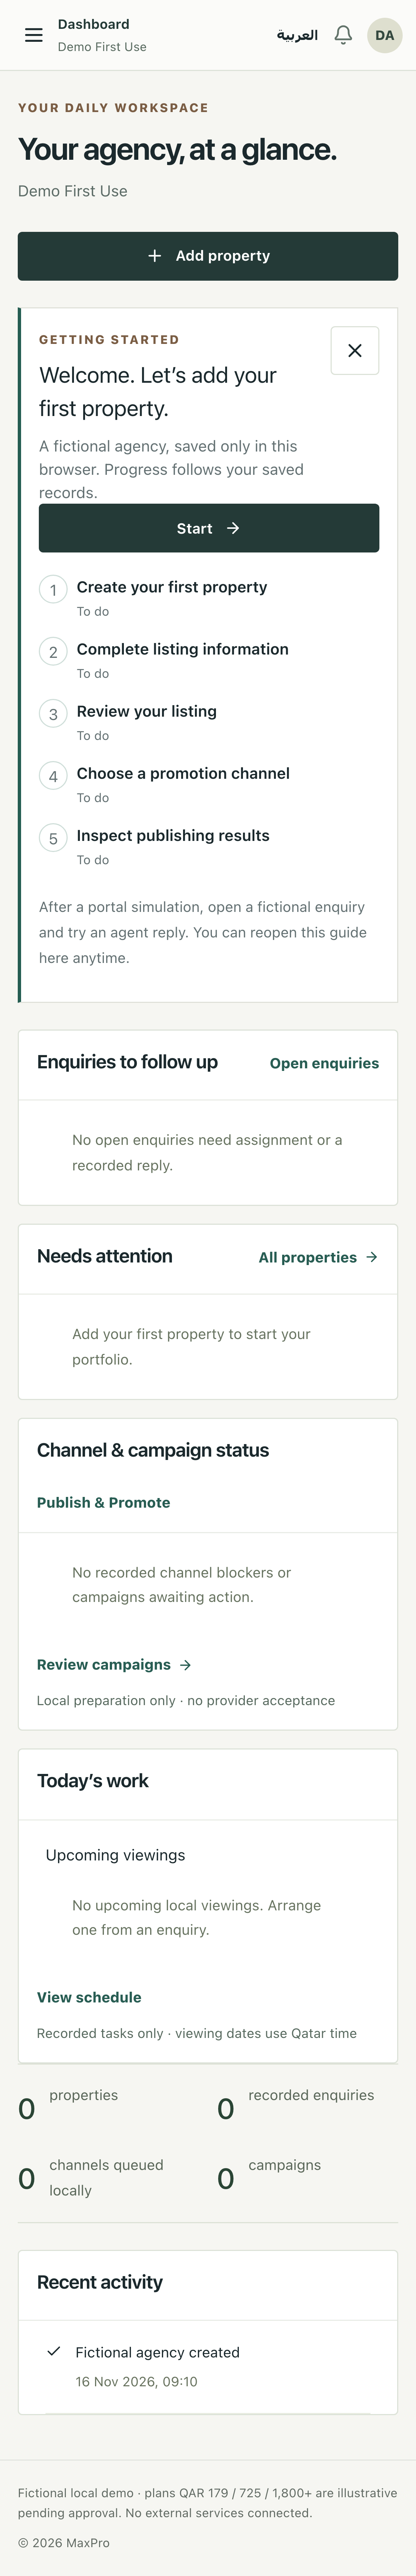 Dashboard
Demo First Use
العربية
DA
YOUR DAILY WORKSPACE
Your agency, at a glance.
Demo First Use
Add property
GETTING STARTED
Welcome. Let’s add your
first property.
A fictional agency, saved only in this
browser. Progress follows your saved
records.
Start →
1 Create your first property
To do
2 Complete listing information
To do
3 Review your listing
To do
4 Choose a promotion channel
To do
5 Inspect publishing results
To do
After a portal simulation, open a fictional enquiry
and try an agent reply. You can reopen this guide
here anytime.
Enquiries to follow up
Open enquiries
No open enquiries need assignment or a
recorded reply.
Needs attention
All properties →
Add your first property to start your
portfolio.
Channel & campaign status
Publish & Promote
No recorded channel blockers or
campaigns awaiting action.
Review campaigns →
Local preparation only · no provider acceptance
Today’s work
Upcoming viewings
No upcoming local viewings. Arrange
one from an enquiry.
View schedule
Recorded tasks only · viewing dates use Qatar time
0 properties
0 recorded enquiries
0 channels queued
locally
0 campaigns
Recent activity
Fictional agency created
16 Nov 2026, 09:10
Fictional local demo · plans QAR 179 / 725 / 1,800+ are illustrative
pending approval. No external services connected.
© 2026 MaxPro